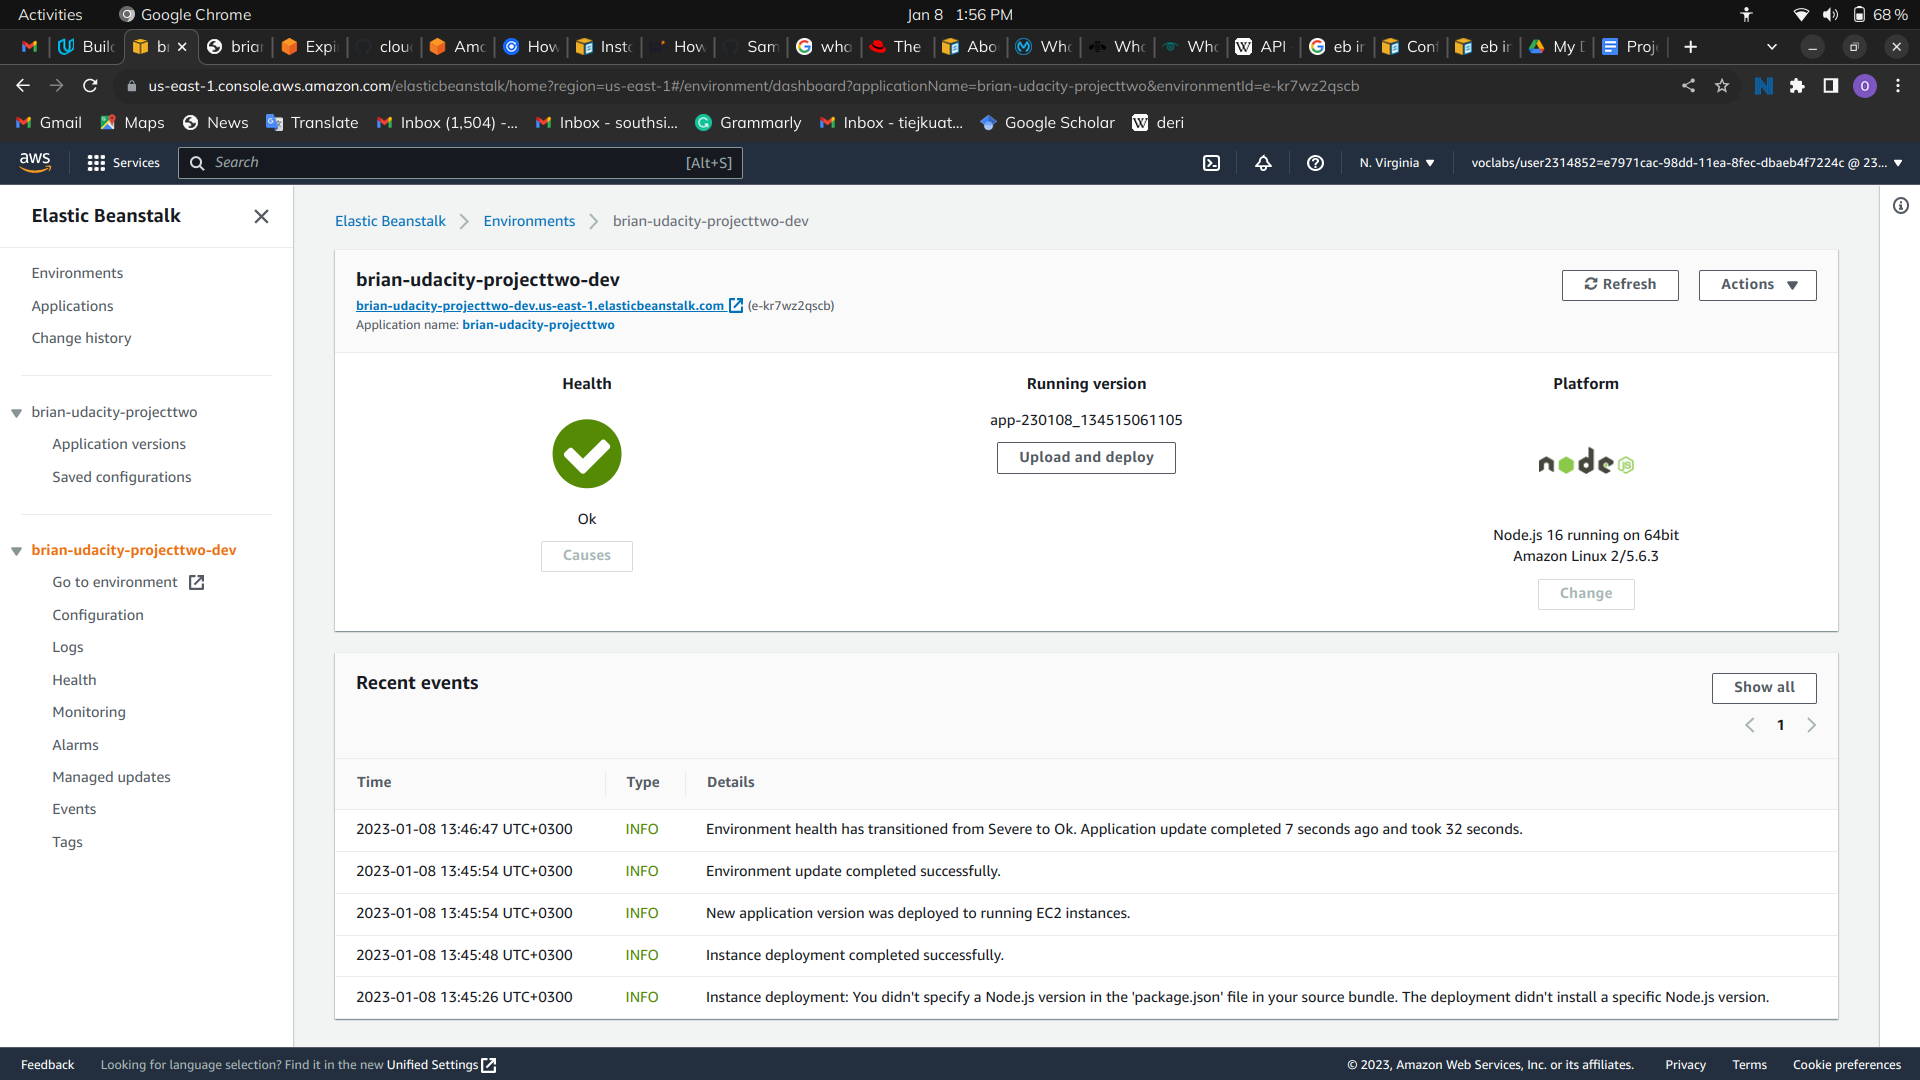 Activities
Google Chrome
Jan 8 1:56 PM
68 %
Build
b
brian
Expi
clou
Ama
How
Insta
How
Sam
wha
The
Abo
Who
Who
Who
API
eb in
Conf
eb in
My D
Proj
us-east-1.console.aws.amazon.com/elasticbeanstalk/home?region=us-east-1#/environment/dashboard?applicationName=brian-udacity-projecttwo&environmentId=e-kr7wz2qscb
O
Gmail
Maps
News
Translate
Inbox (1,504) -...
Inbox - southsi...
Grammarly
Inbox - tiejkuat...
Google Scholar
deri
aws
Services
Search
[Alt+S]
N. Virginia
voclabs/user2314852=e7971cac-98dd-11ea-8fec-dbaeb4f7224c @ 23...
Elastic Beanstalk
Environments
Applications
Change history
brian-udacity-projecttwo
Application versions
Saved configurations
brian-udacity-projecttwo-dev
Go to environment
Configuration
Logs
Health
Monitoring
Alarms
Managed updates
Events
Tags
Elastic Beanstalk
Environments
brian-udacity-projecttwo-dev
brian-udacity-projecttwo-dev
brian-udacity-projecttwo-dev.us-east-1.elasticbeanstalk.com (e-kr7wz2qscb)
Application name: brian-udacity-projecttwo
Refresh
Actions
Health
Ok
Causes
Running version
app-230108_134515061105
Upload and deploy
Platform
node JS
Node.js 16 running on 64bit
Amazon Linux 2/5.6.3
Change
Recent events
Show all
1
Time Type Details
2023-01-08 13:46:47 UTC+0300 INFO Environment health has transitioned from Severe to Ok. Application update completed 7 seconds ago and took 32 seconds.
2023-01-08 13:45:54 UTC+0300 INFO Environment update completed successfully.
2023-01-08 13:45:54 UTC+0300 INFO New application version was deployed to running EC2 instances.
2023-01-08 13:45:48 UTC+0300 INFO Instance deployment completed successfully.
2023-01-08 13:45:26 UTC+0300 INFO Instance deployment: You didn't specify a Node.js version in the 'package.json' file in your source bundle. The deployment didn't install a specific Node.js version.
Feedback
Looking for language selection? Find it in the new Unified Settings
© 2023, Amazon Web Services, Inc. or its affiliates.
Privacy
Terms
Cookie preferences